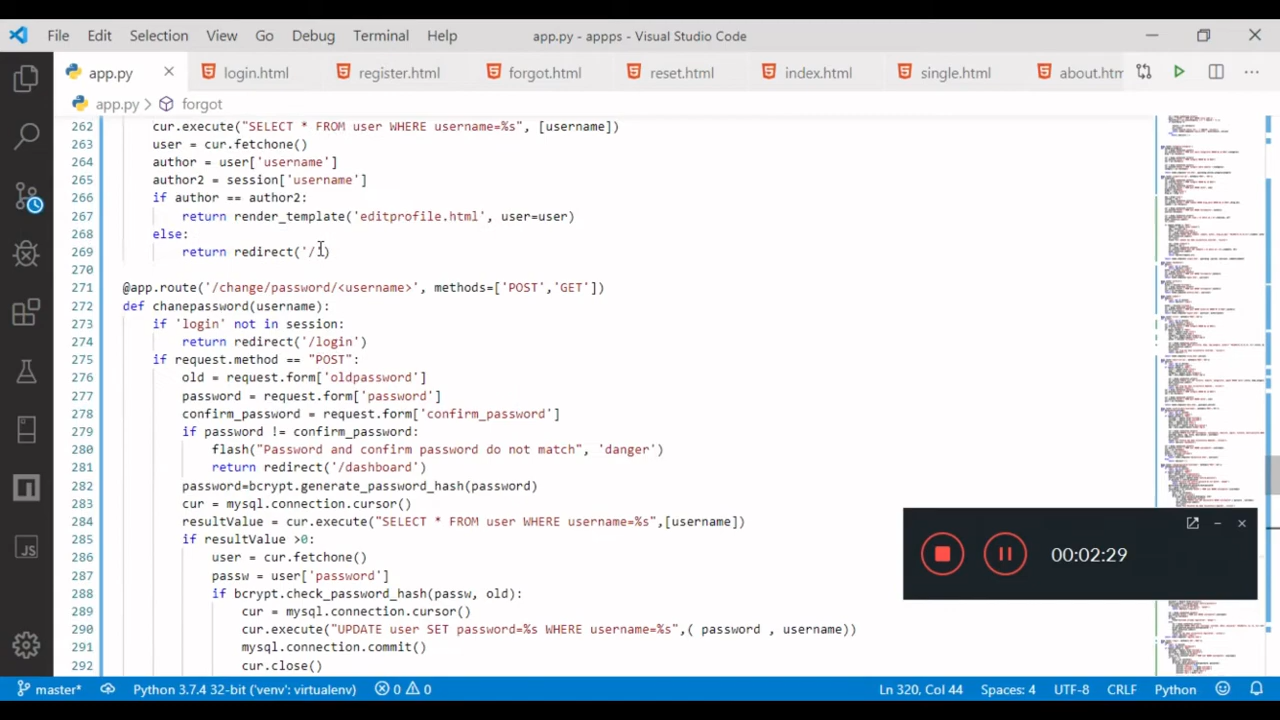 File Edit Selection View Go Debug Terminal Help app.py - appps - Visual Studio Code
app.py login.html register.html forgot.html reset.html index.html single.html about.htm
app.py > forgot
262 cur.execute("SELECT * FROM user WHERE username=%s", [username])
263 user = cur.fetchone()
264 author = user['username']
265 author2 = session['username']
266 if author == author2:
267 return render_template('editprofile.html', user)
268 else:
269 return redirect('/')
270
271 @app.route('/change/password/<username>', methods=['POST','GET'])
272 def chanepass(username):
273 if 'login' not in session:
274 return redirect('/login')
275 if request.method == 'POST':
276 old = request.form['oldpassword']
277 password = request.form['password']
278 confirm_password = request.form['confirm_password']
279 if password != confirm_password:
280 flash("Password and confirm password match", 'danger
281 return redirect('/dashboard')
282 password=bcrypt.generate_password_hash(password)
283 cur = mysql.connection.cursor()
284 resultValue = cur.execute("SELECT * FROM user WHERE username=%s",[username])
285 if resultValue >0:
286 user = cur.fetchone()
287 passw = user['password']
288 if bcrypt.check_password_hash(passw, old):
289 cur = mysql.connection.cursor()
290 cur.execute("UPDATE user SET password=%s WHERE username=%s",( password , username))
291 mysql.connection.commit()
292 cur.close()
00:02:29
master* Python 3.7.4 32-bit ('venv': virtualenv) 0 0 Ln 320, Col 44 Spaces: 4 UTF-8 CRLF Python